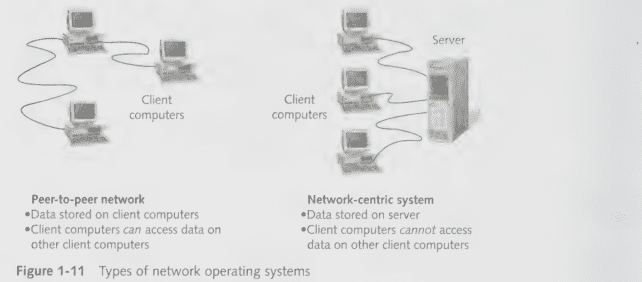 Server
Client
computers
Client
computers
Peer-to-peer network
•Data stored on client computers
•Client computers can access data on
other client computers
Network-centric system
•Data stored on server
•Client computers cannot access
data on other client computers
Figure 1-11 Types of network operating systems